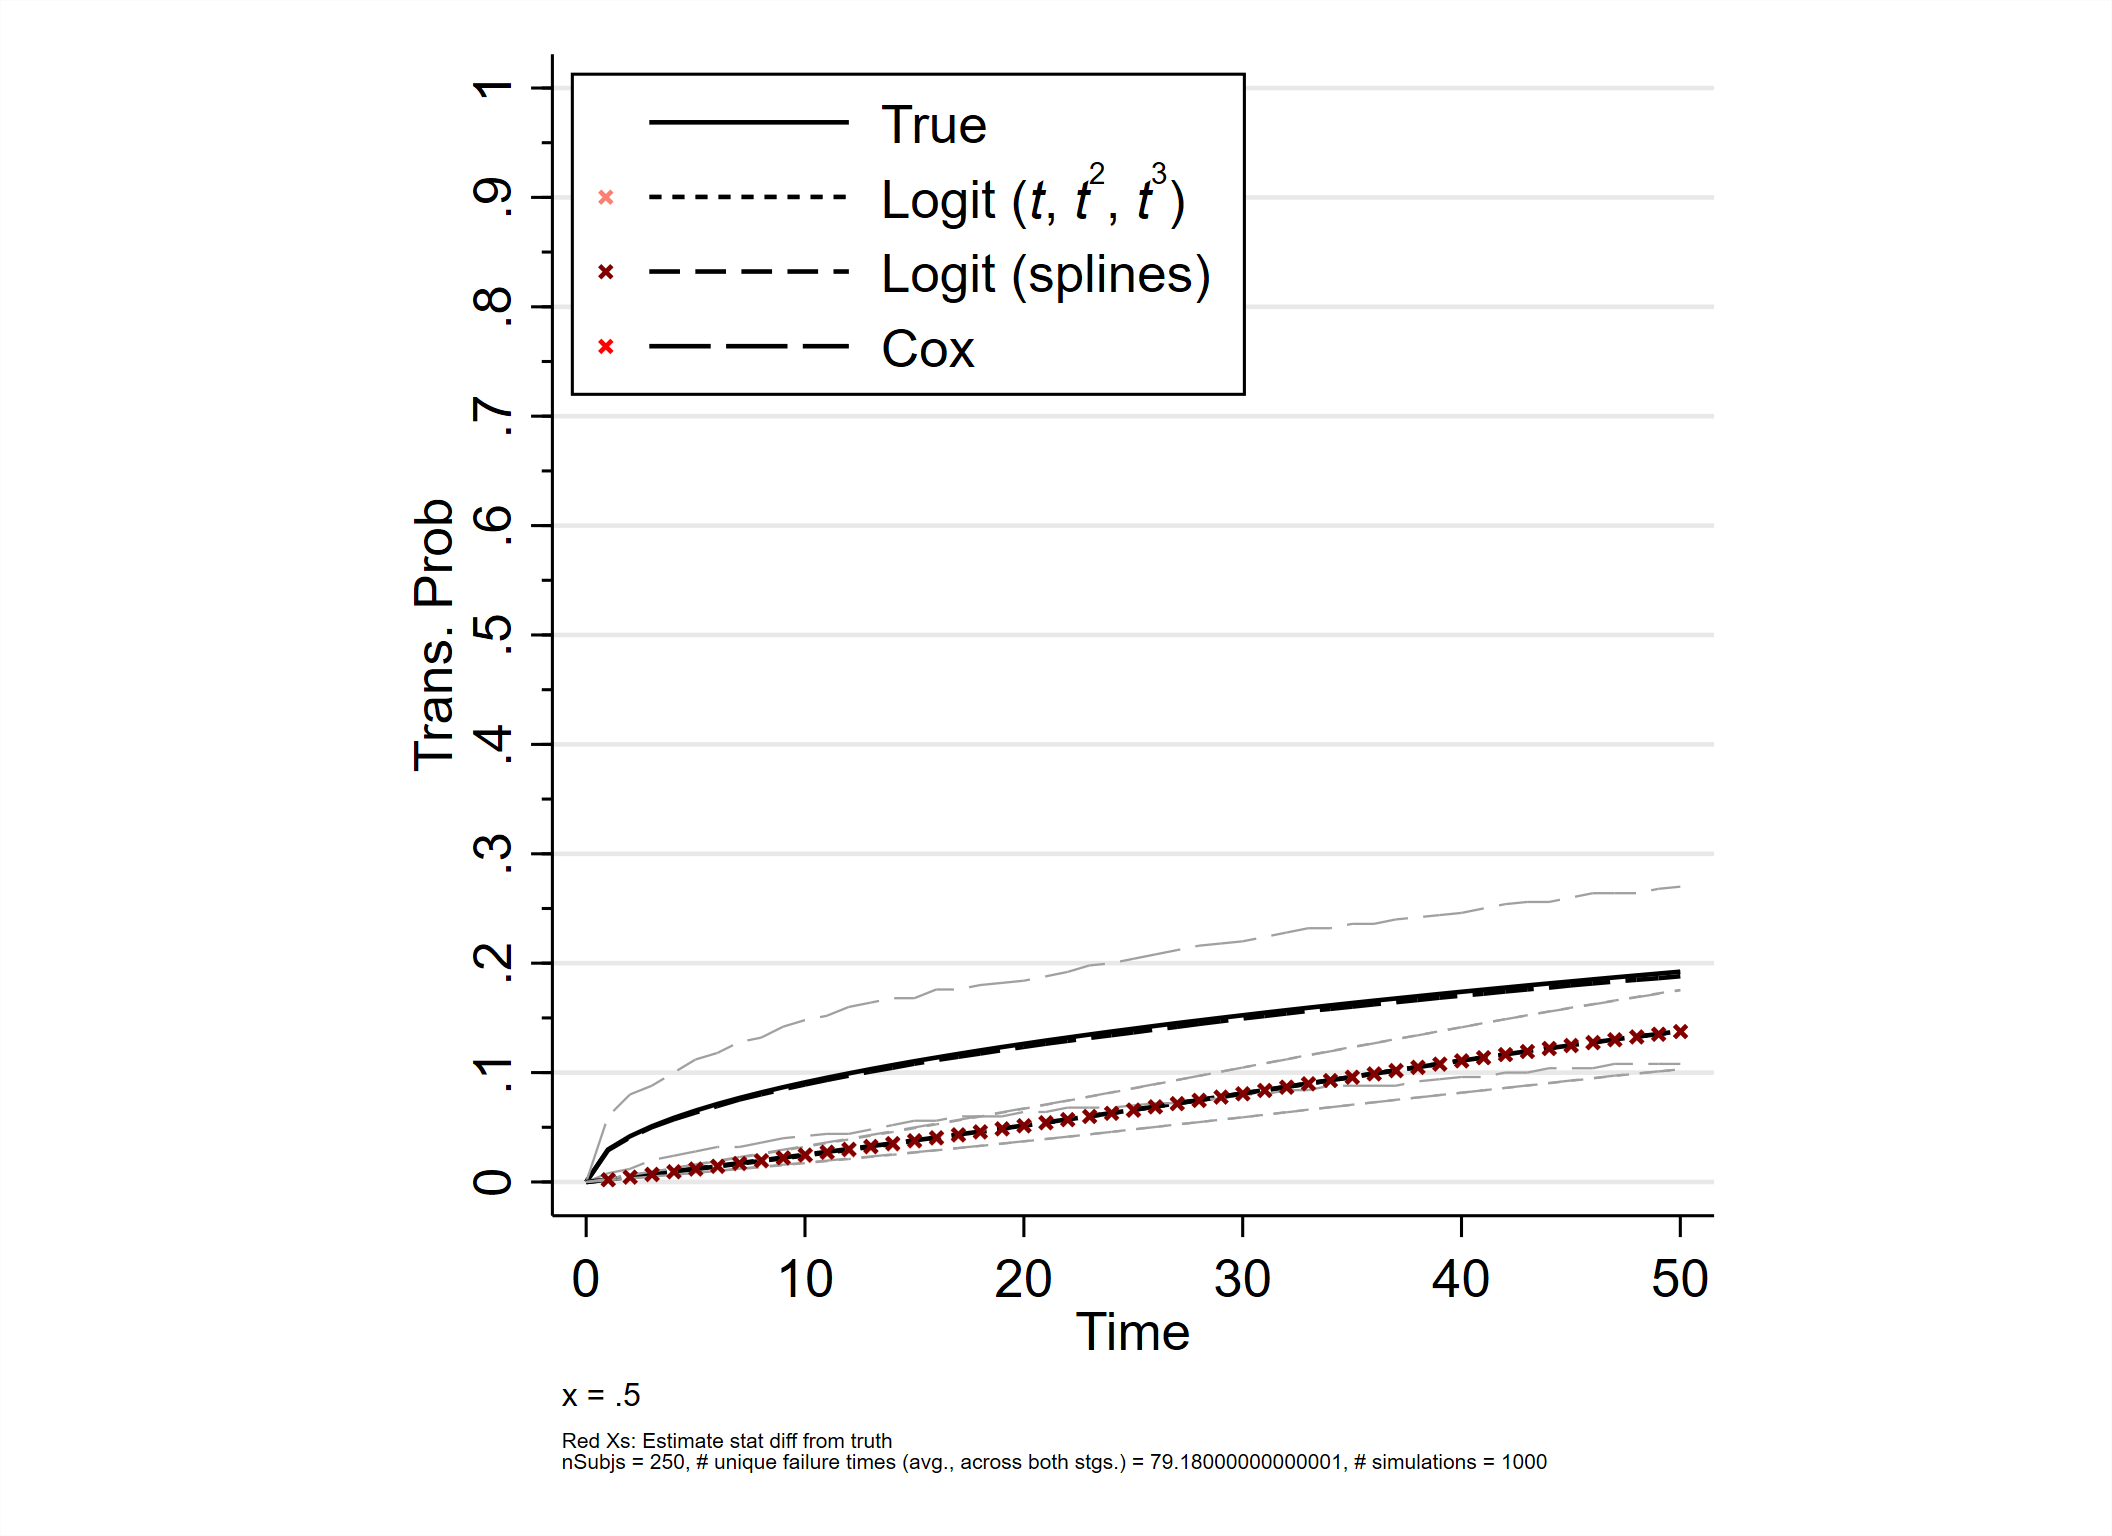 True
Logit (t, t², t³)
Logit (splines)
Cox
1
.9
.8
.7
.6
.5
.4
.3
.2
.1
0
Trans. Prob
0 10 20 30 40 50
Time
x = .5
Red Xs: Estimate stat diff from truth
nSubjs = 250, # unique failure times (avg., across both stgs.) = 79.18000000000001, # simulations = 1000